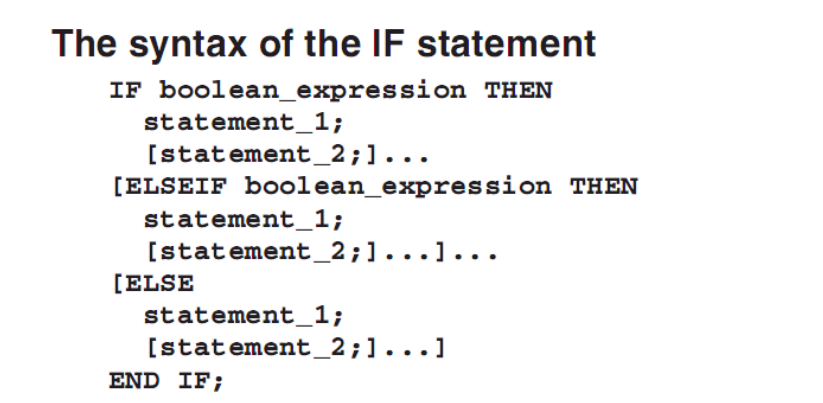 The syntax of the IF statement
IF boolean_expression THEN
statement_1;
[statement_2;]...
[ELSEIF boolean_expression THEN
statement_1;
[statement_2;]...]...
[ELSE
statement_1;
[statement_2;]...]
END IF;